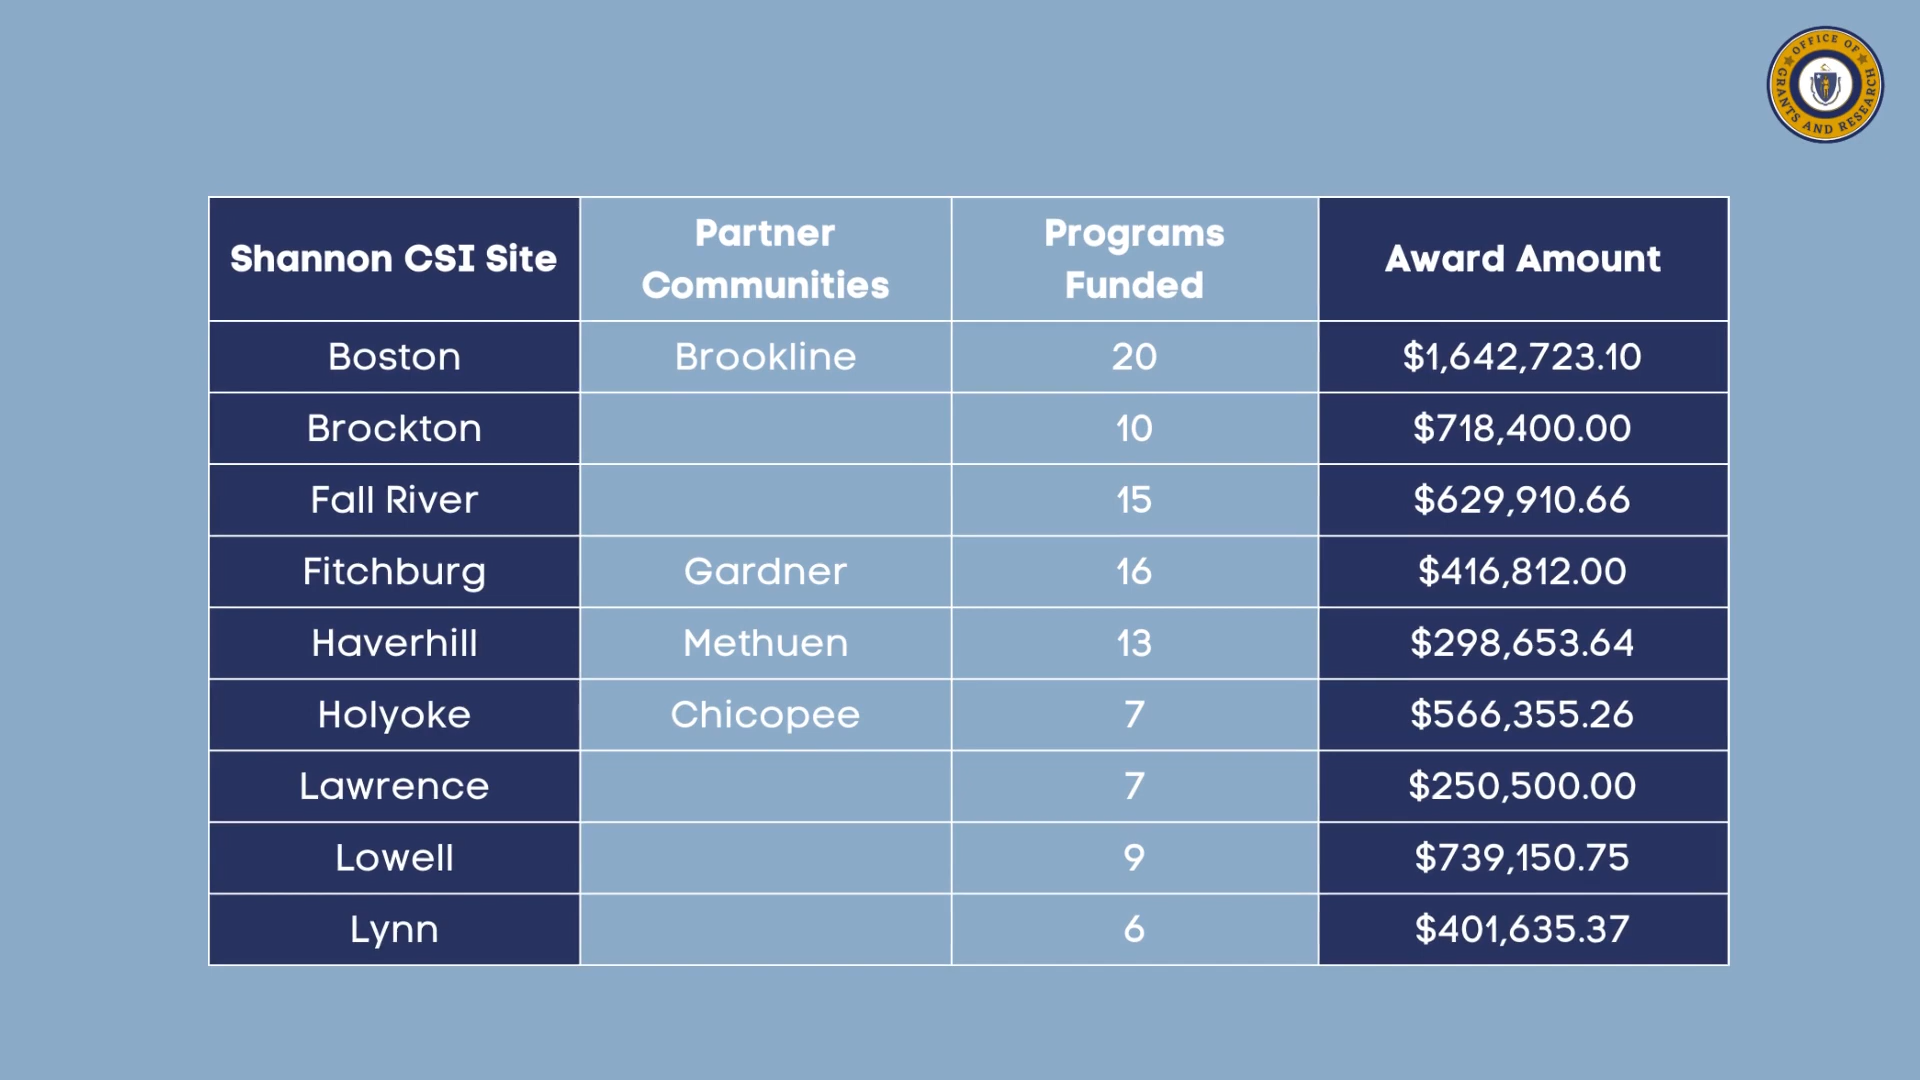 OFFICE OF
GRANTS AND RESEARCH
Shannon CSI Site
Partner
Communities
Programs
Funded
Award Amount
Boston Brookline 20 $1,642,723.10
Brockton 10 $718,400.00
Fall River 15 $629,910.66
Fitchburg Gardner 16 $416,812.00
Haverhill Methuen 13 $298,653.64
Holyoke Chicopee 7 $566,355.26
Lawrence 7 $250,500.00
Lowell 9 $739,150.75
Lynn 6 $401,635.37